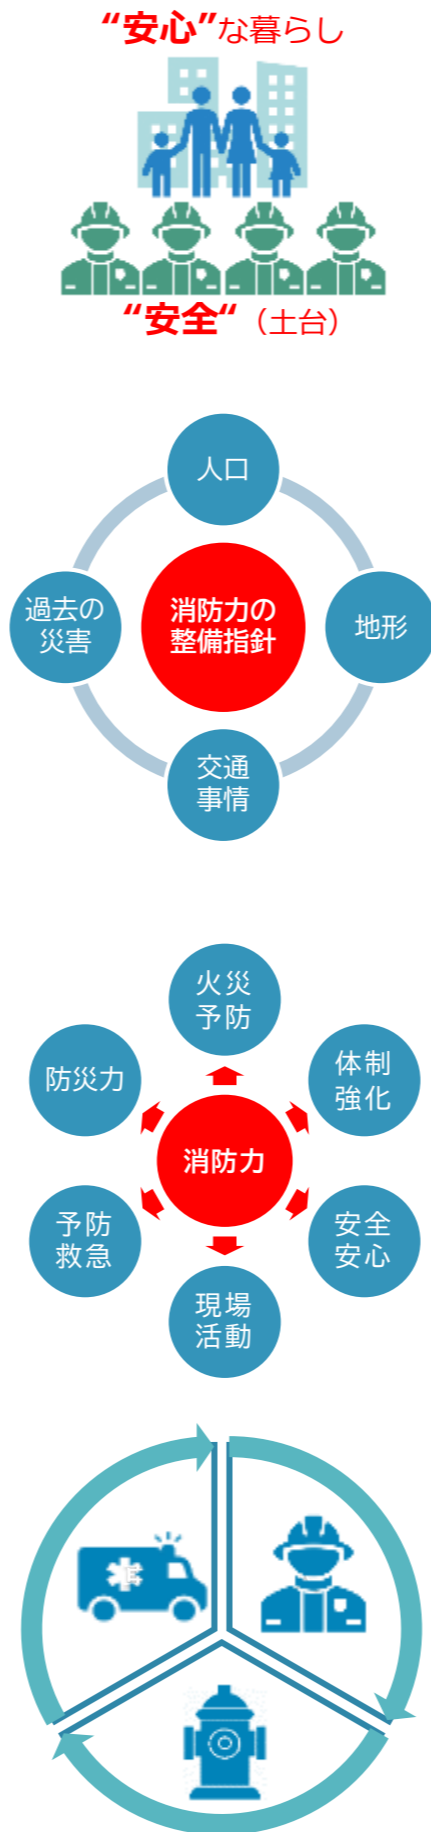 “安心”な暮らし
“安全“（土台）
人口
過去の
災害
消防力の
整備指針
地形
交通
事情
火災
予防
防災力
体制
強化
消防力
予防
救急
安全
安心
現場
活動